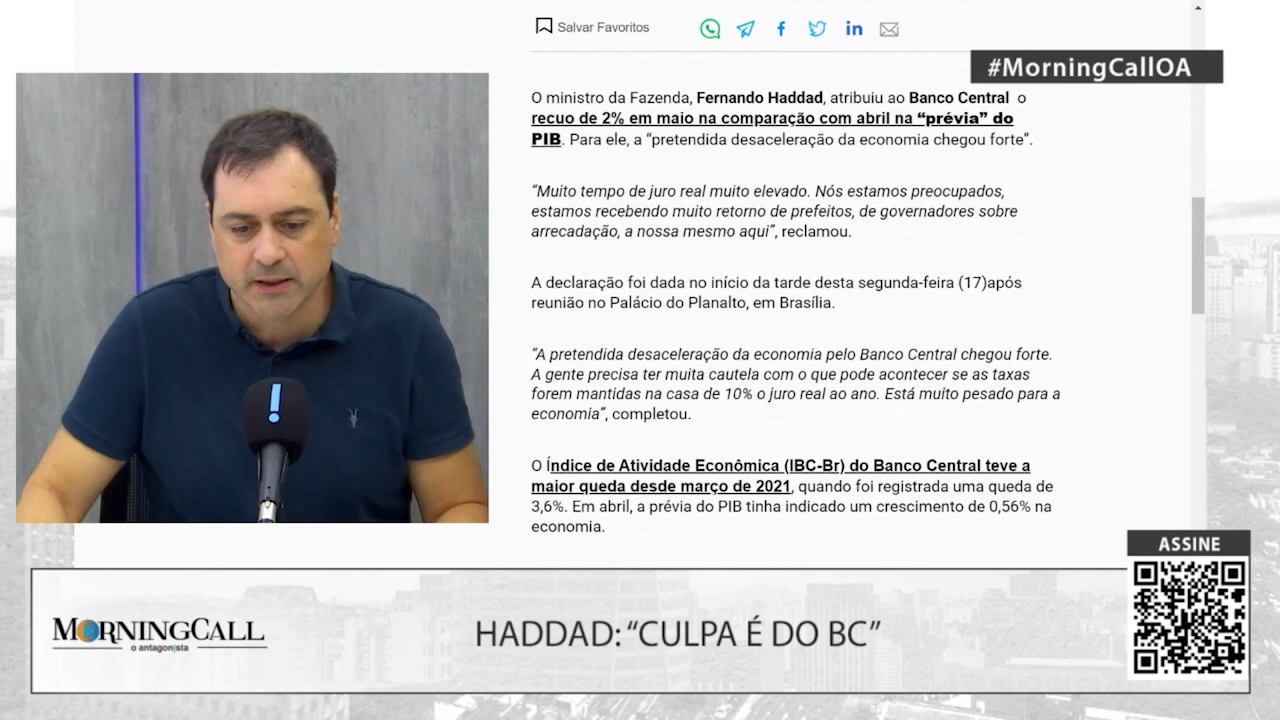 Salvar Favoritos
#MorningCallOA
O ministro da Fazenda, Fernando Haddad, atribuiu ao Banco Central o
recuo de 2% em maio na comparação com abril na “prévia” do
PIB. Para ele, a “pretendida desaceleração da economia chegou forte”.
“Muito tempo de juro real muito elevado. Nós estamos preocupados,
estamos recebendo muito retorno de prefeitos, de governadores sobre
arrecadação, a nossa mesmo aqui”, reclamou.
A declaração foi dada no início da tarde desta segunda-feira (17)após
reunião no Palácio do Planalto, em Brasília.
“A pretendida desaceleração da economia pelo Banco Central chegou forte.
A gente precisa ter muita cautela com o que pode acontecer se as taxas
forem mantidas na casa de 10% o juro real ao ano. Está muito pesado para a
economia”, completou.
O Índice de Atividade Econômica (IBC-Br) do Banco Central teve a
maior queda desde março de 2021, quando foi registrada uma queda de
3,6%. Em abril, a prévia do PIB tinha indicado um crescimento de 0,56% na
economia.
ASSINE
MORNINGCALL
o antagonista
HADDAD: “CULPA É DO BC”